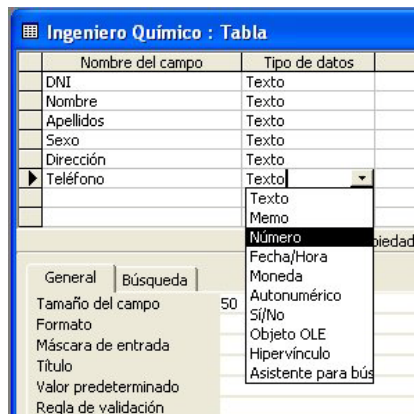 Ingeniero Químico : Tabla
Nombre del campo Tipo de datos
DNI Texto
Nombre Texto
Apellidos Texto
Sexo Texto
Dirección Texto
Teléfono Texto
Texto
Memo
Número
Fecha/Hora
Moneda
Autonumérico
Sí/No
Objeto OLE
Hipervínculo
Asistente para bús
piedad
General Búsqueda
Tamaño del campo 50
Formato
Máscara de entrada
Título
Valor predeterminado
Regla de validación